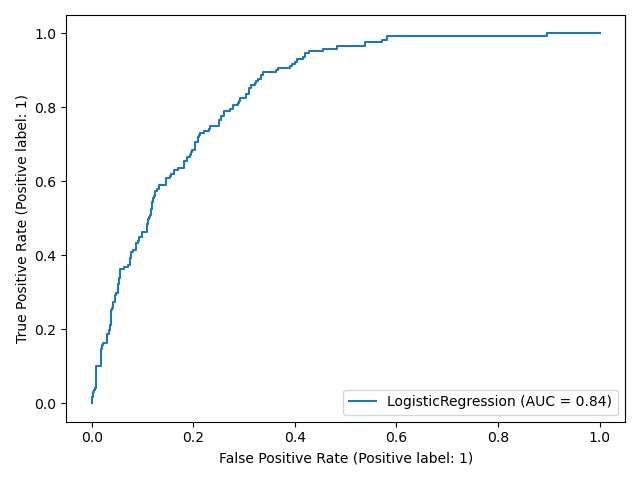 1.0
0.8
0.6
0.4
0.2
0.0
True Positive Rate (Positive label: 1)
LogisticRegression (AUC = 0.84)
0.0 0.2 0.4 0.6 0.8 1.0
False Positive Rate (Positive label: 1)